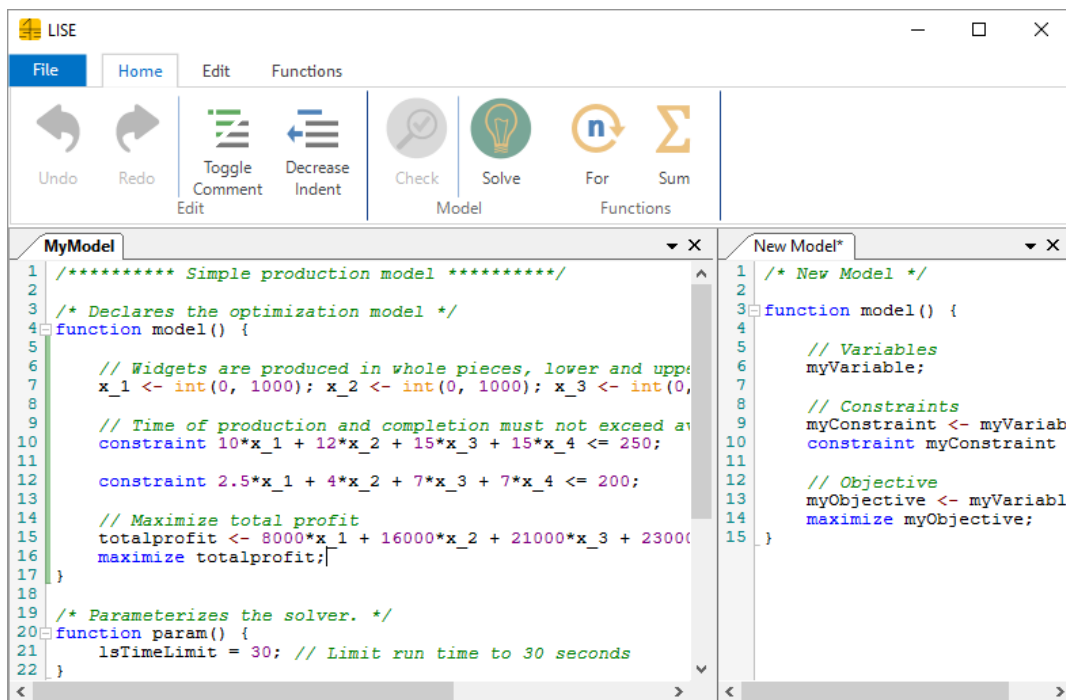 LISE
File Home Edit Functions
Undo Redo Toggle Comment Decrease Indent Check Solve For Sum
Edit Model Functions
MyModel
1 /********** Simple production model **********/
2
3 /* Declares the optimization model */
4 function model() {
5
6 // Widgets are produced in whole pieces, lower and uppe
7 x_1 <- int(0, 1000); x_2 <- int(0, 1000); x_3 <- int(0,
8
9 // Time of production and completion must not exceed av
10 constraint 10*x_1 + 12*x_2 + 15*x_3 + 15*x_4 <= 250;
11
12 constraint 2.5*x_1 + 4*x_2 + 7*x_3 + 7*x_4 <= 200;
13
14 // Maximize total profit
15 totalprofit <- 8000*x_1 + 16000*x_2 + 21000*x_3 + 23000
16 maximize totalprofit;
17 }
18
19 /* Parameterizes the solver. */
20 function param() {
21 lsTimeLimit = 30; // Limit run time to 30 seconds
22 }
New Model*
1 /* New Model */
2
3 function model() {
4
5 // Variables
6 myVariable;
7
8 // Constraints
9 myConstraint <- myVariab
10 constraint myConstraint
11
12 // Objective
13 myObjective <- myVariabl
14 maximize myObjective;
15 }